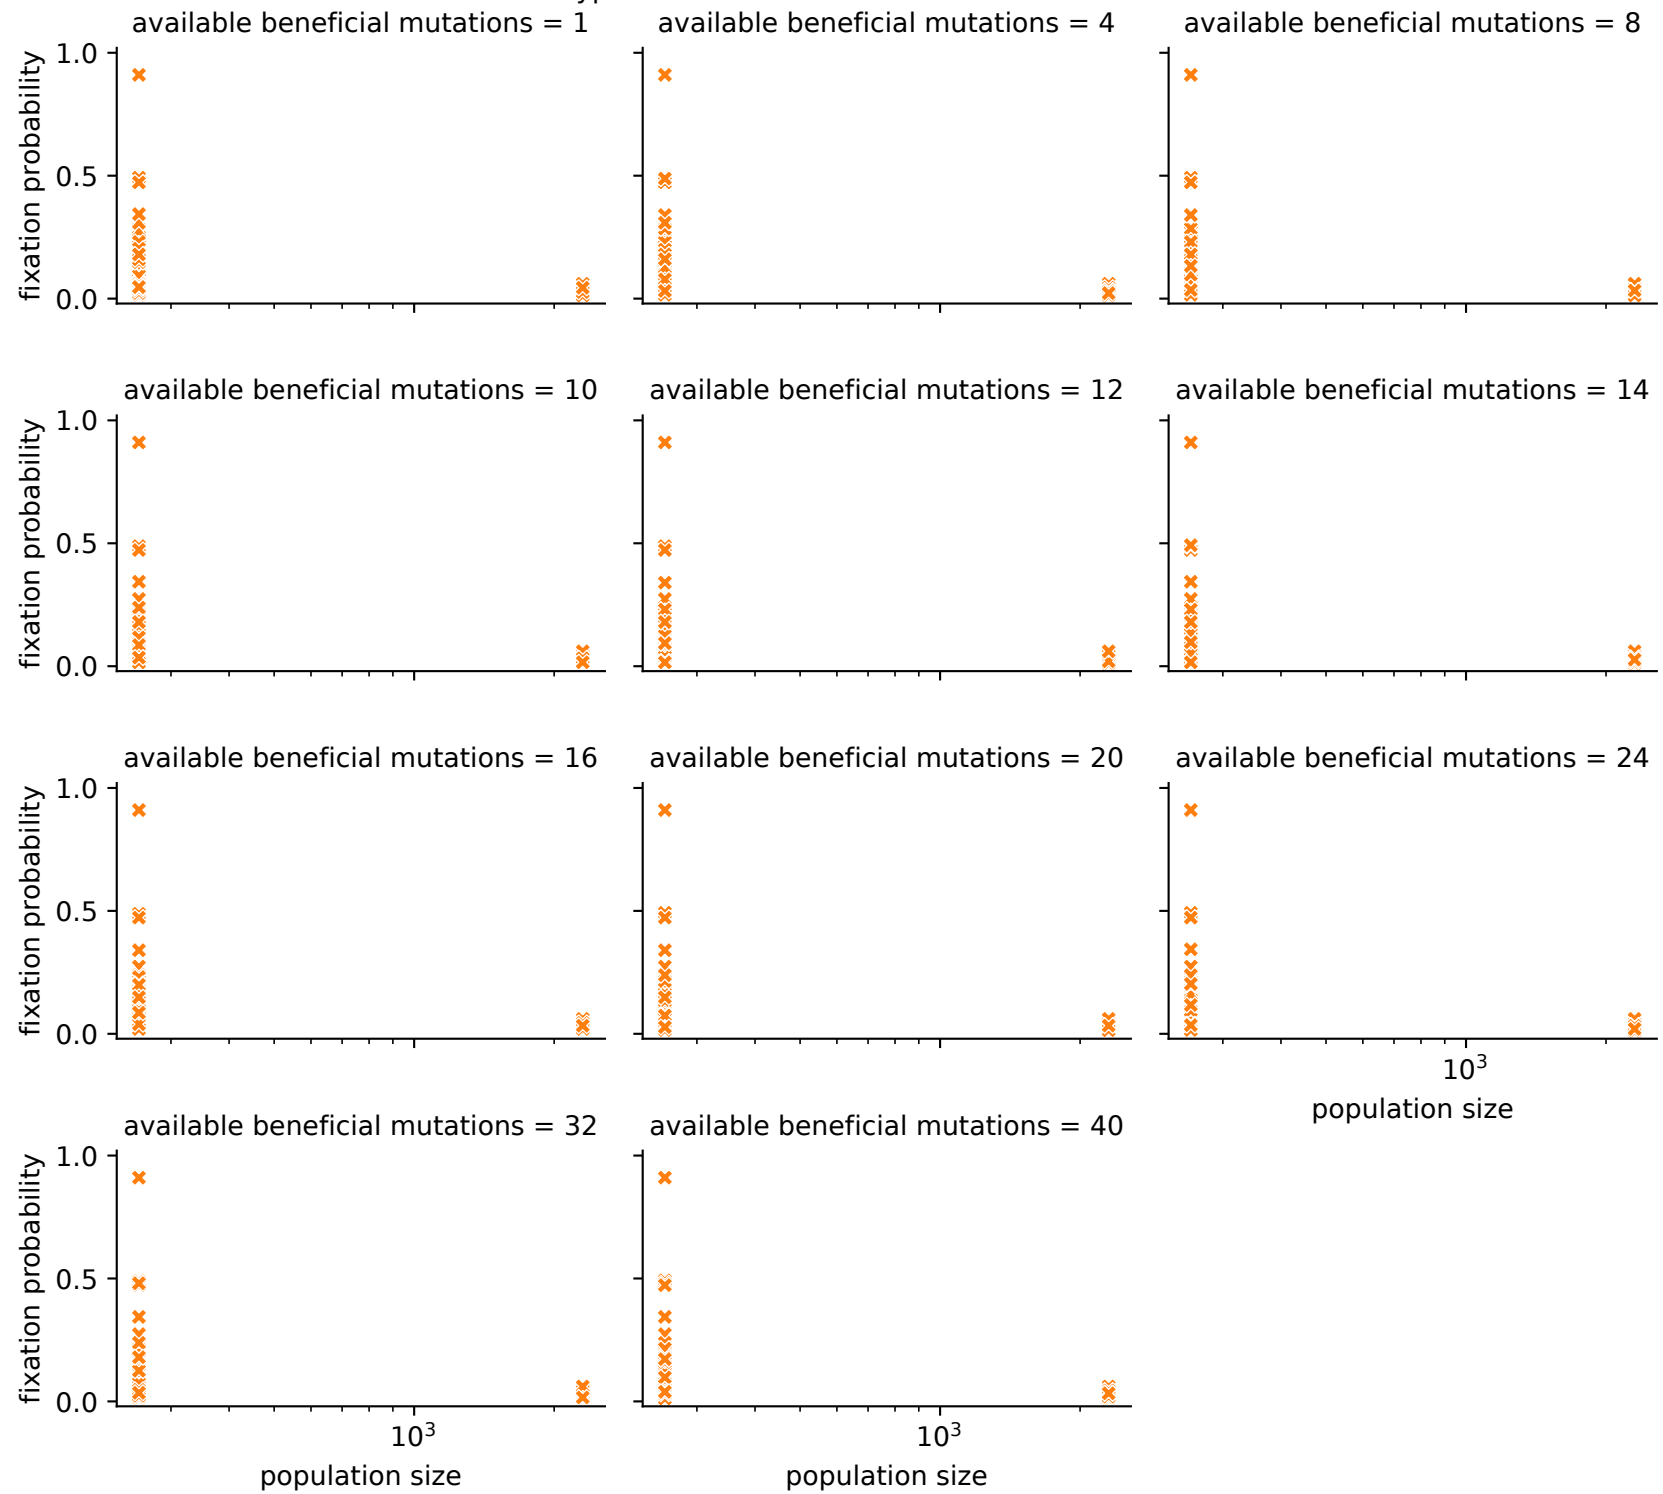 available beneficial mutations = 1
available beneficial mutations = 4
available beneficial mutations = 8
fixation probability
1.0
0.5
0.0
available beneficial mutations = 10
available beneficial mutations = 12
available beneficial mutations = 14
fixation probability
1.0
0.5
0.0
available beneficial mutations = 16
available beneficial mutations = 20
available beneficial mutations = 24
fixation probability
1.0
0.5
0.0
10³
population size
available beneficial mutations = 32
available beneficial mutations = 40
fixation probability
1.0
0.5
0.0
10³
10³
population size
population size